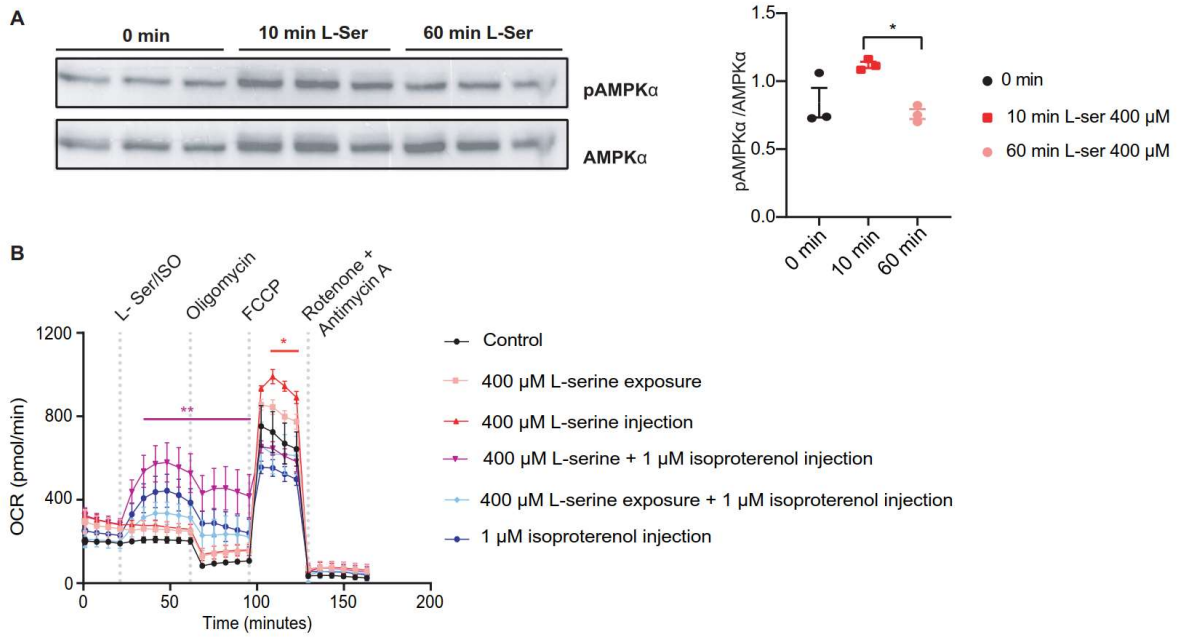 A
0 min
10 min L-Ser
60 min L-Ser
pAMPKα
AMPKα
1.5
1.0
0.5
0.0
pAMPKα /AMPKα
*
0 min
10 min
60 min
0 min
10 min L-ser 400 µM
60 min L-ser 400 µM
B
L- Ser/ISO
Oligomycin
FCCP
Rotenone +
Antimycin A
1200
800
400
0
OCR (pmol/min)
**
*
0
50
100
150
200
Time (minutes)
Control
400 µM L-serine exposure
400 µM L-serine injection
400 µM L-serine + 1 µM isoproterenol injection
400 µM L-serine exposure + 1 µM isoproterenol injection
1 µM isoproterenol injection